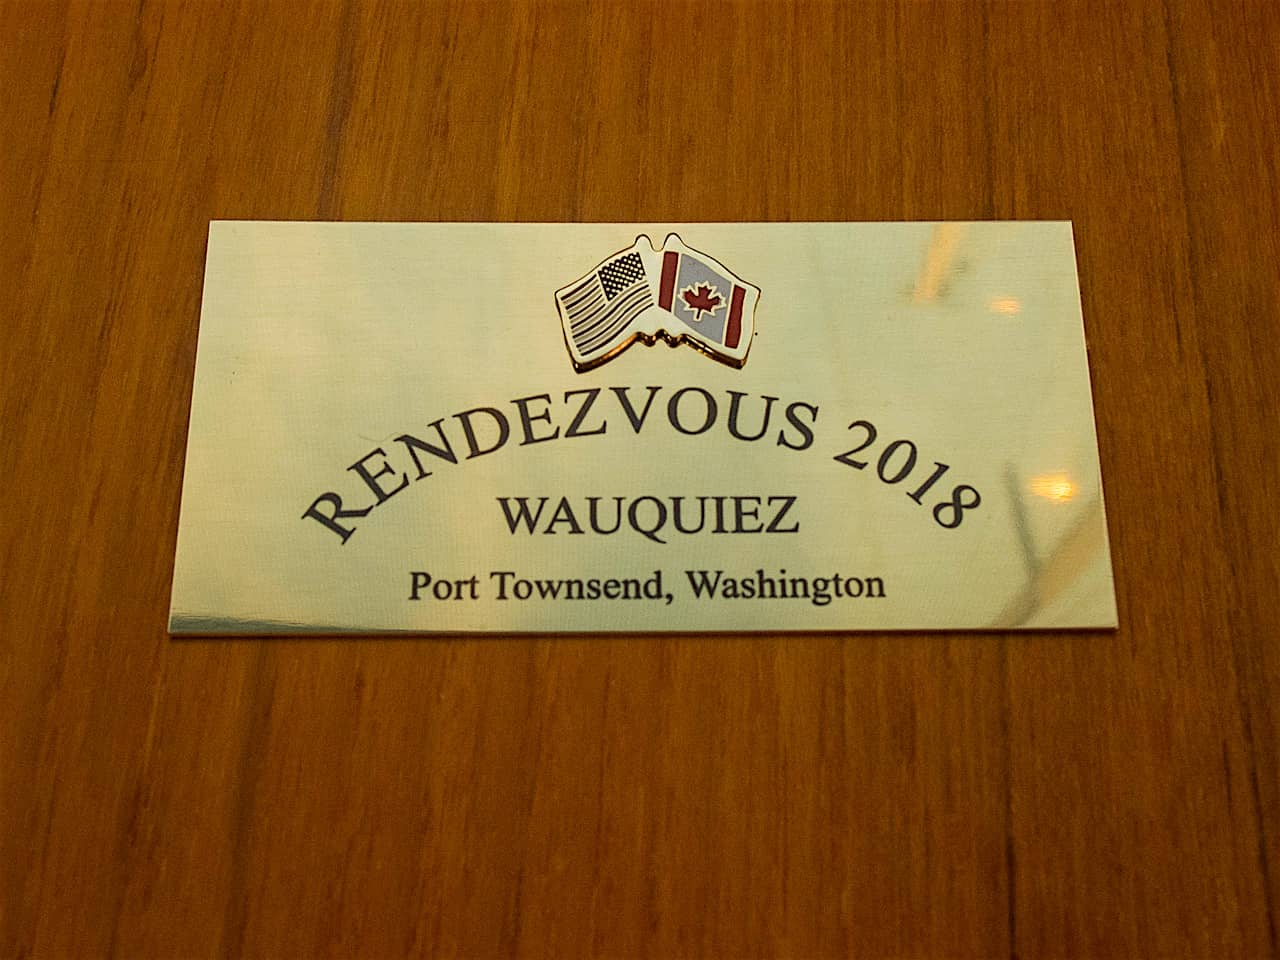 RENDEZVOUS 2018
WAUQUIEZ
Port Townsend, Washington